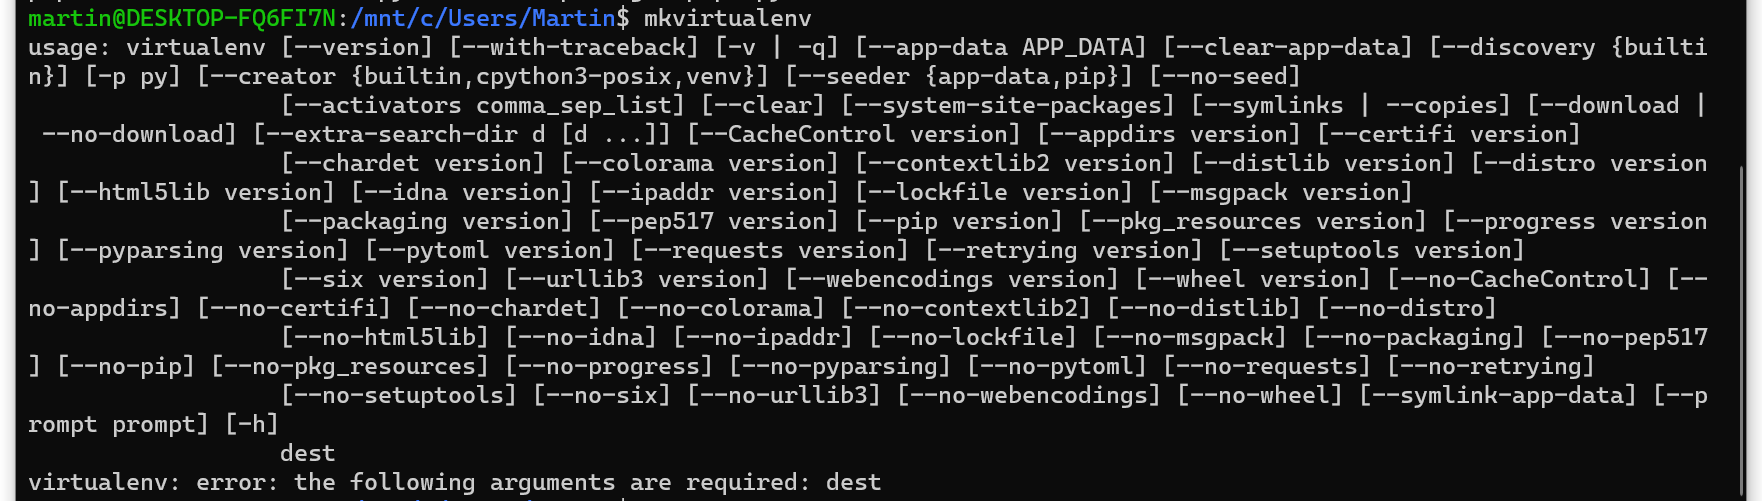 martin@DESKTOP-FQ6FI7N:/mnt/c/Users/Martin$ mkvirtualenv
usage: virtualenv [--version] [--with-traceback] [-v | -q] [--app-data APP_DATA] [--clear-app-data] [--discovery {builti
n}] [-p py] [--creator {builtin,cpython3-posix,venv}] [--seeder {app-data,pip}] [--no-seed]
[--activators comma_sep_list] [--clear] [--system-site-packages] [--symlinks | --copies] [--download |
--no-download] [--extra-search-dir d [d ...]] [--CacheControl version] [--appdirs version] [--certifi version]
[--chardet version] [--colorama version] [--contextlib2 version] [--distlib version] [--distro version
] [--html5lib version] [--idna version] [--ipaddr version] [--lockfile version] [--msgpack version]
[--packaging version] [--pep517 version] [--pip version] [--pkg_resources version] [--progress version
] [--pyparsing version] [--pytoml version] [--requests version] [--retrying version] [--setuptools version]
[--six version] [--urllib3 version] [--webencodings version] [--wheel version] [--no-CacheControl] [--
no-appdirs] [--no-certifi] [--no-chardet] [--no-colorama] [--no-contextlib2] [--no-distlib] [--no-distro]
[--no-html5lib] [--no-idna] [--no-ipaddr] [--no-lockfile] [--no-msgpack] [--no-packaging] [--no-pep517
] [--no-pip] [--no-pkg_resources] [--no-progress] [--no-pyparsing] [--no-pytoml] [--no-requests] [--no-retrying]
[--no-setuptools] [--no-six] [--no-urllib3] [--no-webencodings] [--no-wheel] [--symlink-app-data] [--p
rompt prompt] [-h]
dest
virtualenv: error: the following arguments are required: dest